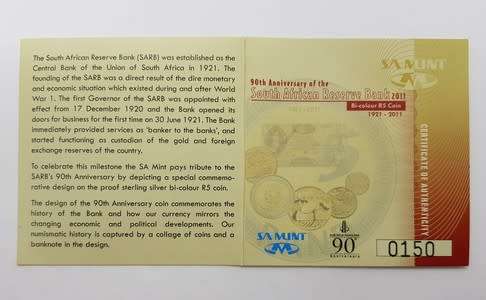 The South African Reserve Bank (SARB) was established as the
Central Bank of the Union of South Africa in 1921. The
founding of the SARB was a direct result of the dire monetary
and economic situation which existed during and after World
War 1. The first Governor of the SARB was appointed with
effect from 17 December 1920 and the Bank opened its
doors for business for the first time on 30 June 1921. The Bank
immediately provided services as 'banker to the banks', and
started functioning as custodian of the gold and foreign
exchange reserves of the country.
To celebrate this milestone the SA Mint pays tribute to the
SARB's 90th Anniversary by depicting a special commemo-
rative design on the proof sterling silver bi-colour R5 coin.
The design of the 90th Anniversary coin commemorates the
history of the Bank and how our currency mirrors the
changing economic and political developments. Our
numismatic history is captured by a collage of coins and a
banknote in the design.
SA MINT
90th Anniversary of the
South African Reserve Bank 2011
Bi-colour R5 Coin
1921 - 2011
CERTIFICATE OF AUTHENTICITY
SA MINT
90
Anniversary
0150